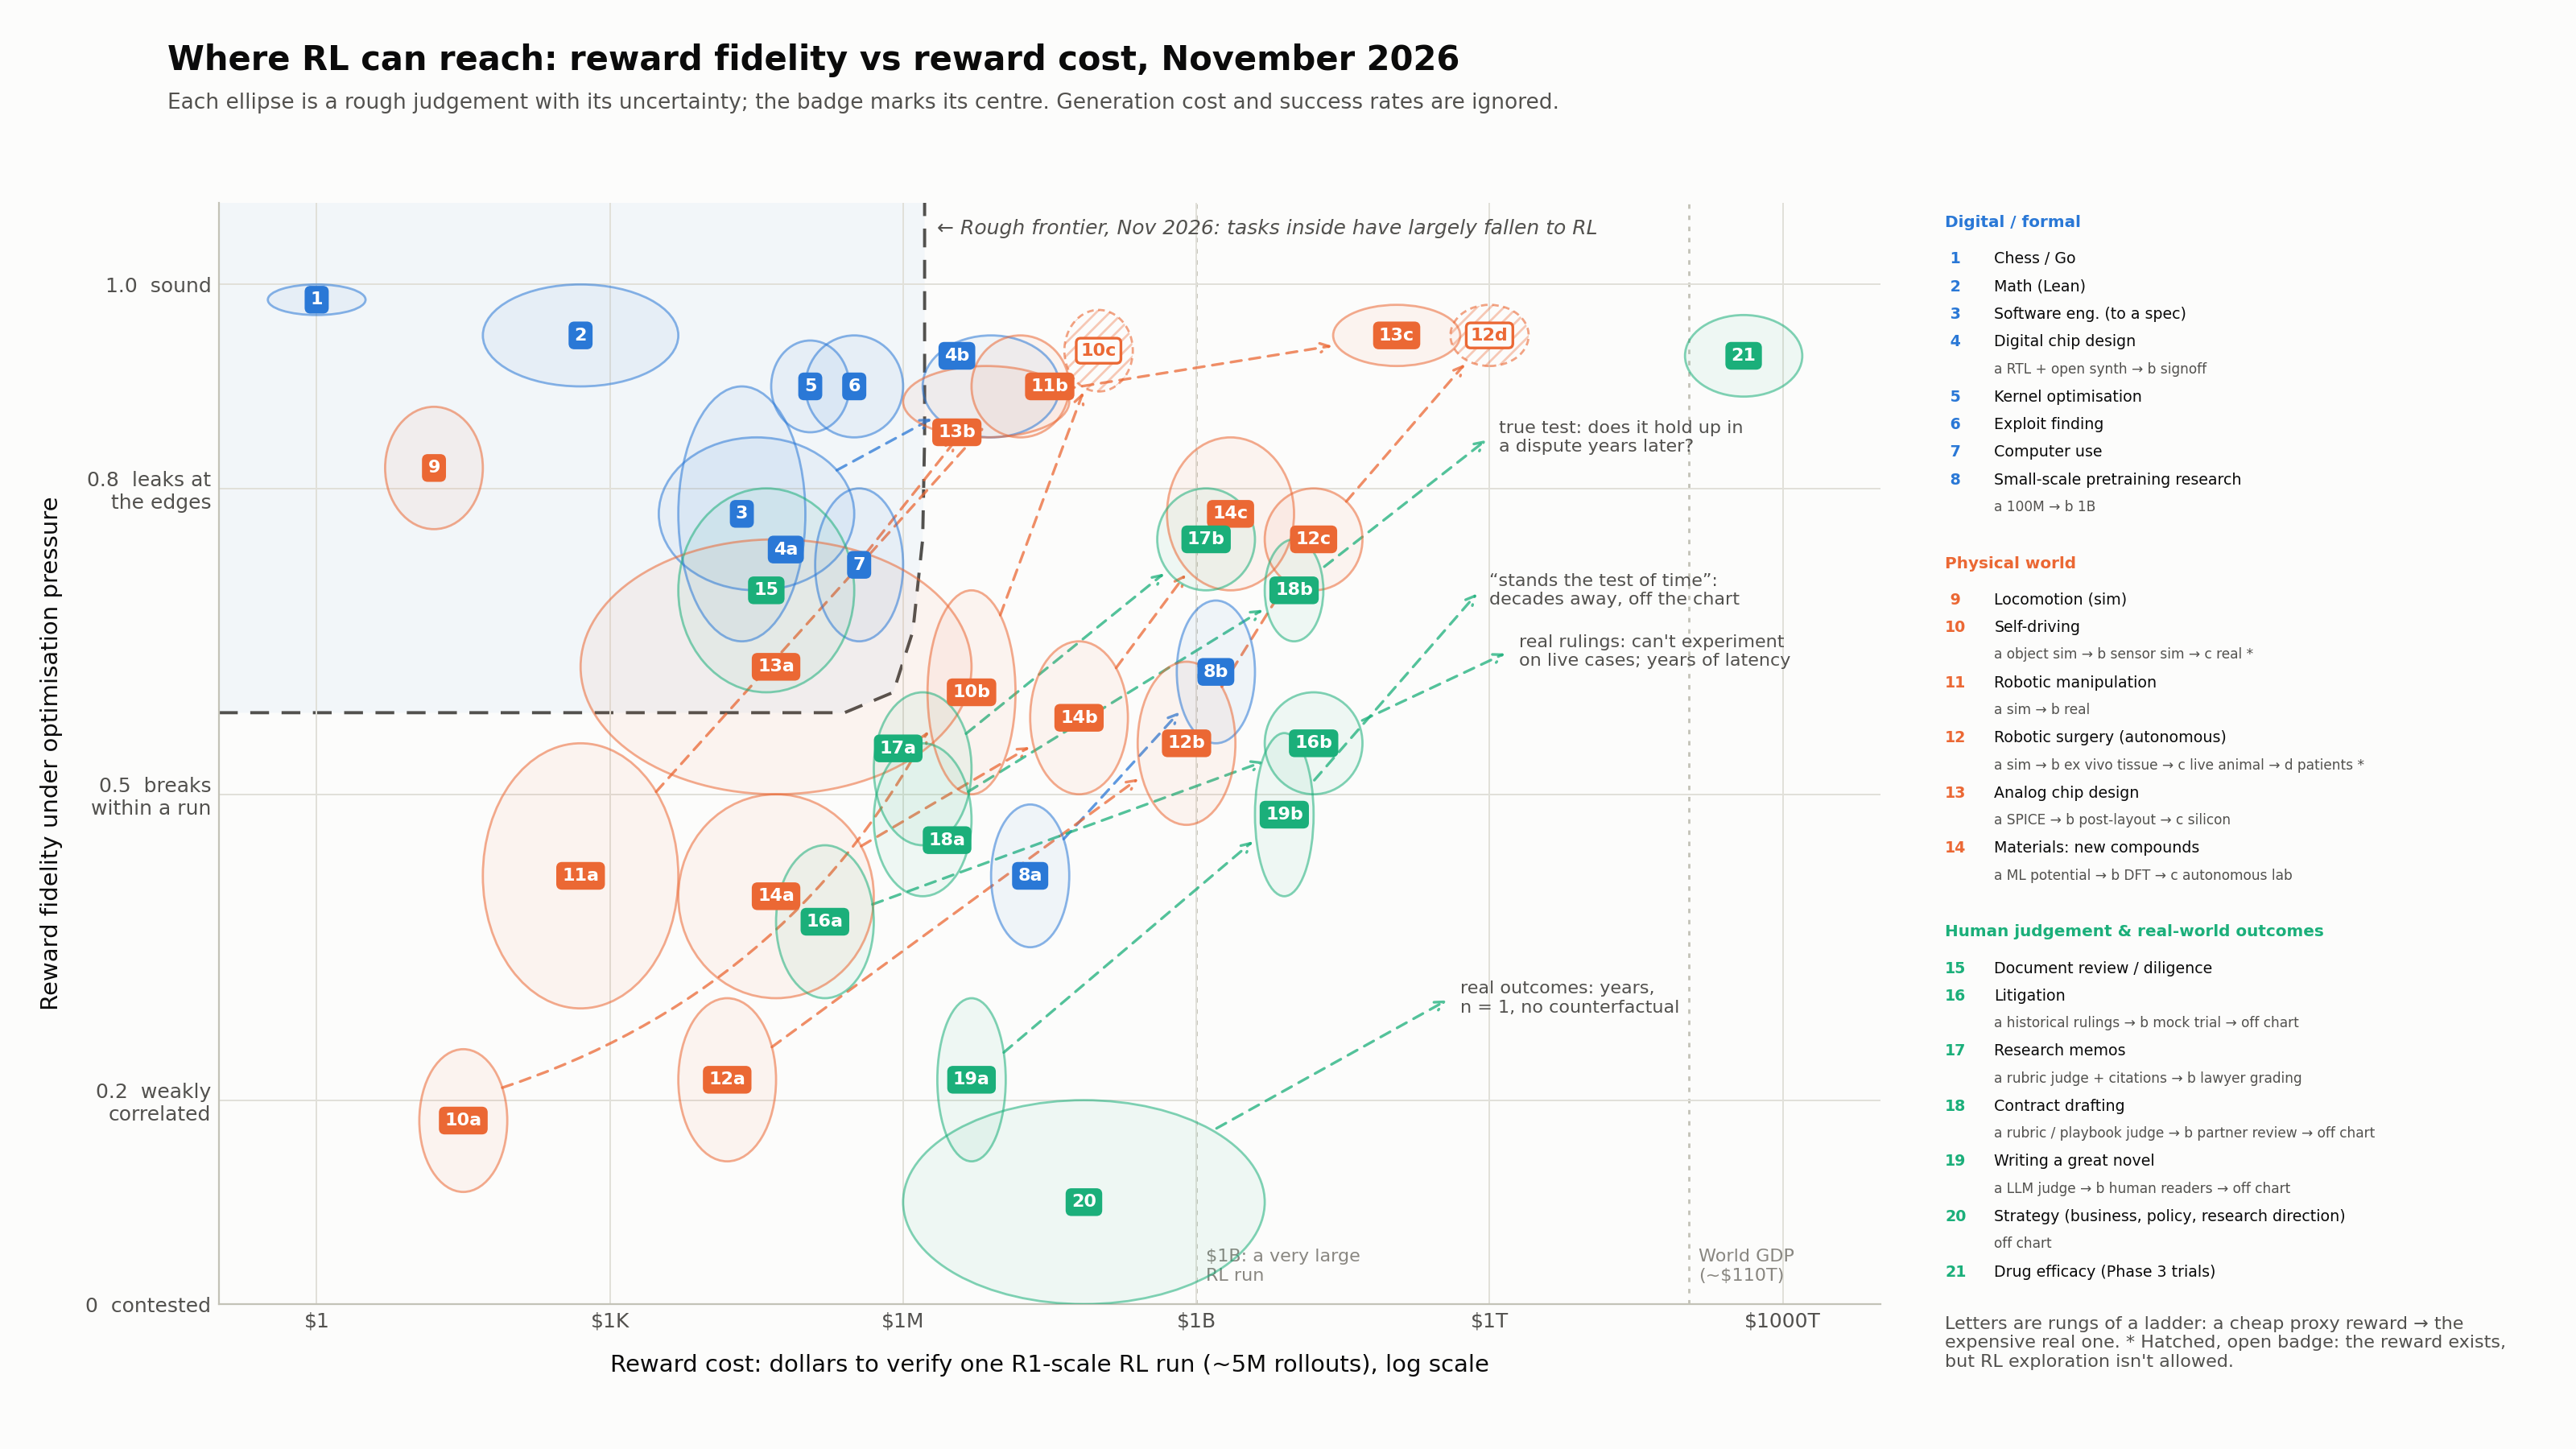 Where RL can reach: reward fidelity vs reward cost, November 2026
Each ellipse is a rough judgement with its uncertainty; the badge marks its centre. Generation cost and success rates are ignored.
← Rough frontier, Nov 2026: tasks inside have largely fallen to RL
Reward fidelity under optimisation pressure
1.0 sound
0.8 leaks at
the edges
0.5 breaks
within a run
0.2 weakly
correlated
0 contested
1
2
3
4a
4b
5
6
7
8a
8b
9
10a
10b
10c
11a
11b
12a
12b
12c
12d
13a
13b
13c
14a
14b
14c
15
16a
16b
17a
17b
18a
18b
19a
19b
20
21
true test: does it hold up in
a dispute years later?
“stands the test of time”:
decades away, off the chart
real rulings: can't experiment
on live cases; years of latency
real outcomes: years,
n = 1, no counterfactual
$1B: a very large
RL run
World GDP
(~$110T)
$1
$1K
$1M
$1B
$1T
$1000T
Reward cost: dollars to verify one R1-scale RL run (~5M rollouts), log scale
Digital / formal
1 Chess / Go
2 Math (Lean)
3 Software eng. (to a spec)
4 Digital chip design
a RTL + open synth → b signoff
5 Kernel optimisation
6 Exploit finding
7 Computer use
8 Small-scale pretraining research
a 100M → b 1B
Physical world
9 Locomotion (sim)
10 Self-driving
a object sim → b sensor sim → c real *
11 Robotic manipulation
a sim → b real
12 Robotic surgery (autonomous)
a sim → b ex vivo tissue → c live animal → d patients *
13 Analog chip design
a SPICE → b post-layout → c silicon
14 Materials: new compounds
a ML potential → b DFT → c autonomous lab
Human judgement & real-world outcomes
15 Document review / diligence
16 Litigation
a historical rulings → b mock trial → off chart
17 Research memos
a rubric judge + citations → b lawyer grading
18 Contract drafting
a rubric / playbook judge → b partner review → off chart
19 Writing a great novel
a LLM judge → b human readers → off chart
20 Strategy (business, policy, research direction)
off chart
21 Drug efficacy (Phase 3 trials)
Letters are rungs of a ladder: a cheap proxy reward → the
expensive real one. * Hatched, open badge: the reward exists,
but RL exploration isn't allowed.